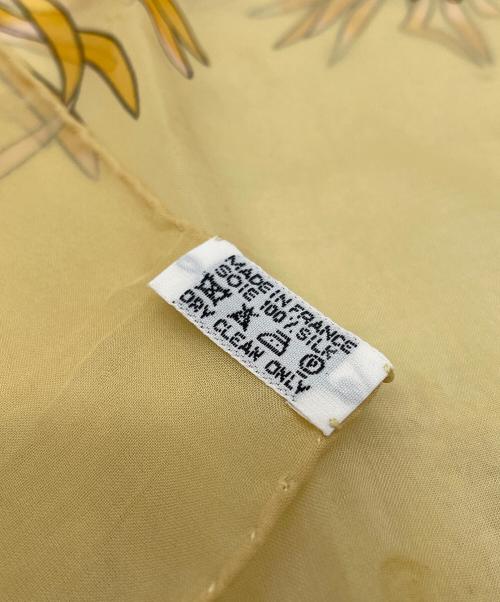 MADE IN FRANCE
SOIE 100% SILK
P
DRY CLEAN ONLY